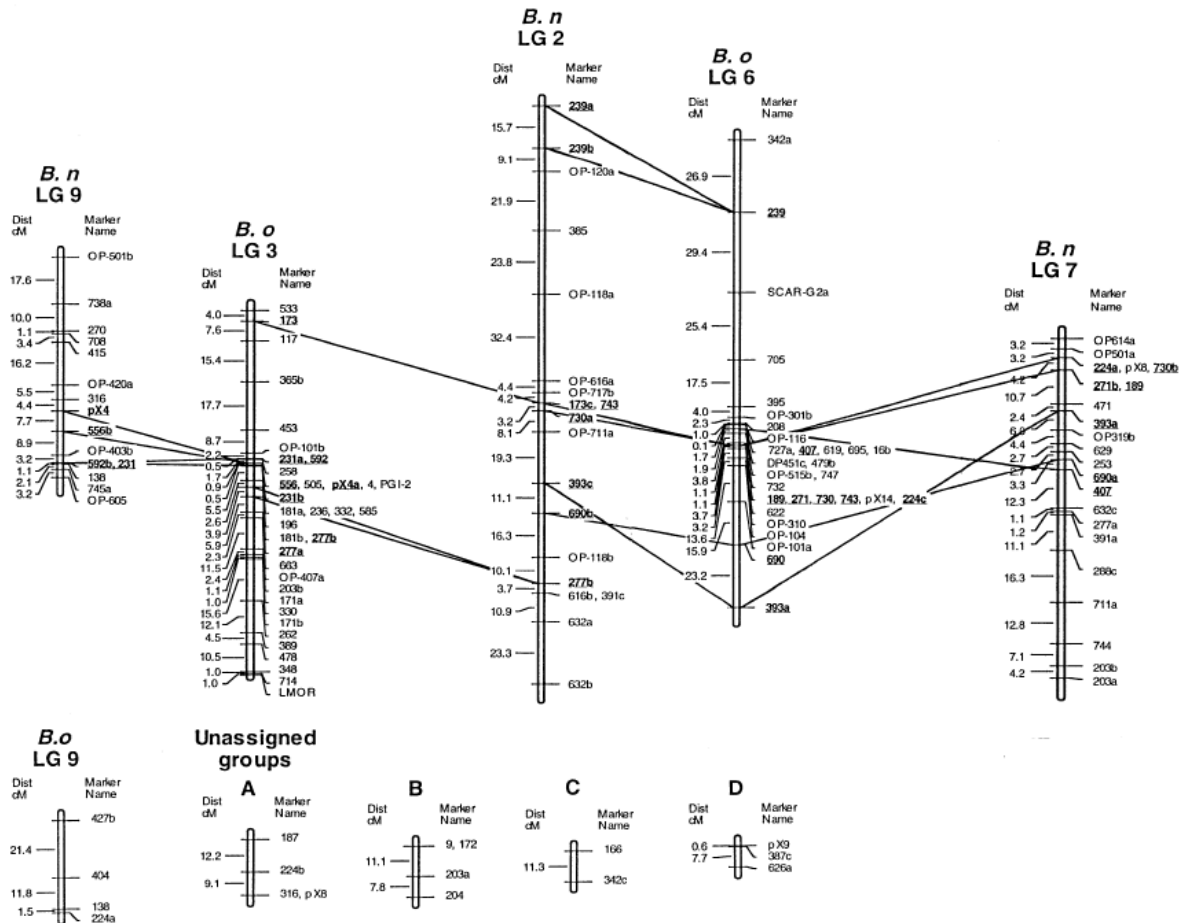 B. n
LG 9
Dist
cM
Marker
Name
OP-501b
17.6
738a
10.0
270
1.1
708
3.4
415
16.2
OP-420a
5.5
316
4.4
pX4
7.7
556b
8.9
OP-403b
3.2
592b, 231
1.1
138
2.1
745a
3.2
OP-605
B. o
LG 3
Dist
cM
Marker
Name
533
4.0
173
7.6
117
15.4
365b
17.7
453
8.7
OP-101b
2.2
231a, 592
0.5
258
1.7
556, 505, pX4a, 4, PGI-2
0.9
231b
0.5
181a, 236, 332, 585
5.5
196
2.6
181b, 277b
3.9
277a
5.9
663
2.3
OP-407a
11.5
203b
2.4
171a
1.1
330
1.0
171b
15.6
262
12.1
389
4.5
478
10.5
348
1.0
714
1.0
LMOR
B. n
LG 2
Dist
cM
Marker
Name
239a
15.7
239b
9.1
OP-120a
21.9
385
23.8
OP-118a
32.4
OP-616a
4.4
OP-717b
4.2
173c, 743
3.2
730a
8.1
OP-711a
19.3
393c
11.1
690b
16.3
OP-118b
10.1
277b
3.7
616b, 391c
10.9
632a
23.3
632b
B. o
LG 6
Dist
cM
Marker
Name
342a
26.9
239
29.4
SCAR-G2a
25.4
705
17.5
395
4.0
OP-301b
2.3
208
1.0
OP-116
0.1
727a, 407, 619, 695, 16b
1.7
DP451c, 479b
1.9
OP-515b, 747
3.8
732
1.1
189, 271, 730, 743, pX14, 224c
1.1
622
3.7
OP-310
3.2
OP-104
13.6
OP-101a
15.9
690
23.2
393a
B. n
LG 7
Dist
cM
Marker
Name
OP614a
3.2
OP501a
3.2
224a, pX8, 730b
4.2
271b, 189
10.7
471
2.4
393a
OP319b
4.4
629
2.7
253
2.7
690a
3.3
407
12.3
632c
1.1
277a
1.2
391a
11.1
288c
16.3
711a
12.8
744
7.1
203b
4.2
203a
B.o
LG 9
Dist
cM
Marker
Name
427b
21.4
404
11.8
138
1.5
224a
Unassigned
groups
A
Dist
cM
Marker
Name
187
12.2
224b
9.1
316, pX8
B
Dist
cM
Marker
Name
9, 172
11.1
203a
7.8
204
C
Dist
cM
Marker
Name
166
11.3
342c
D
Dist
cM
Marker
Name
0.6
pX9
7.7
387c
626a